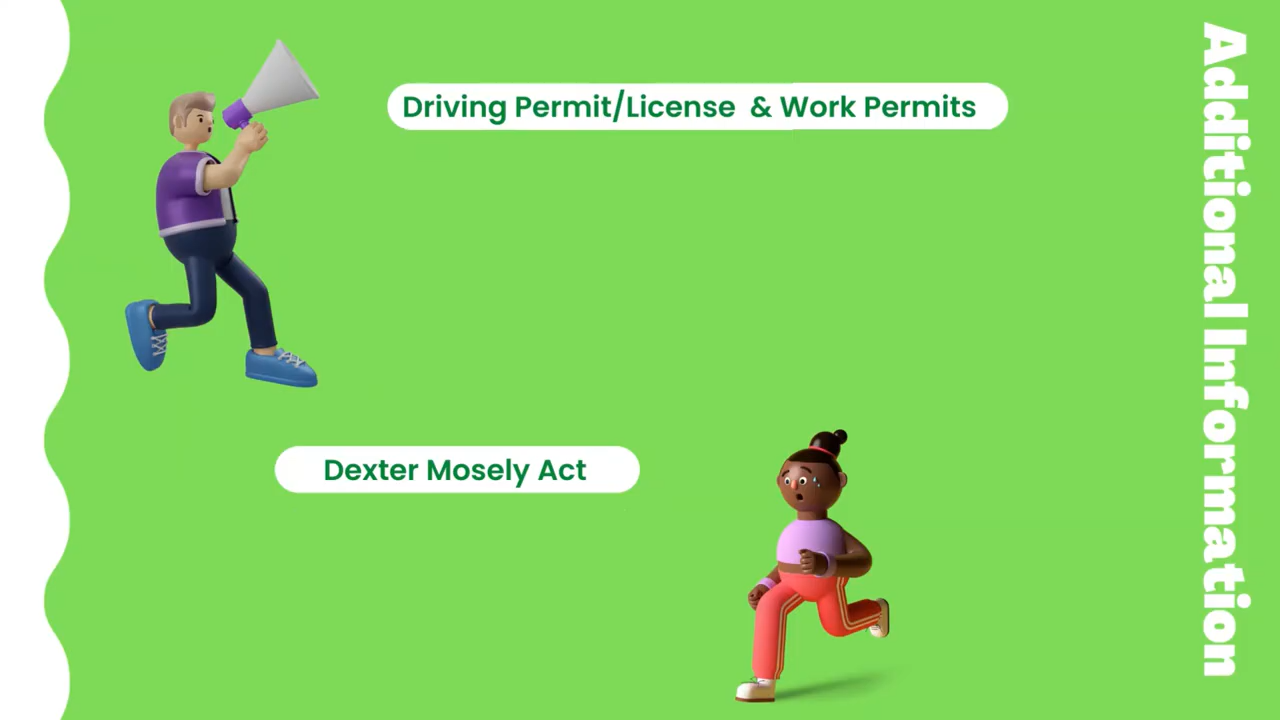 Driving Permit/License & Work Permits
Dexter Mosely Act
Additional Information